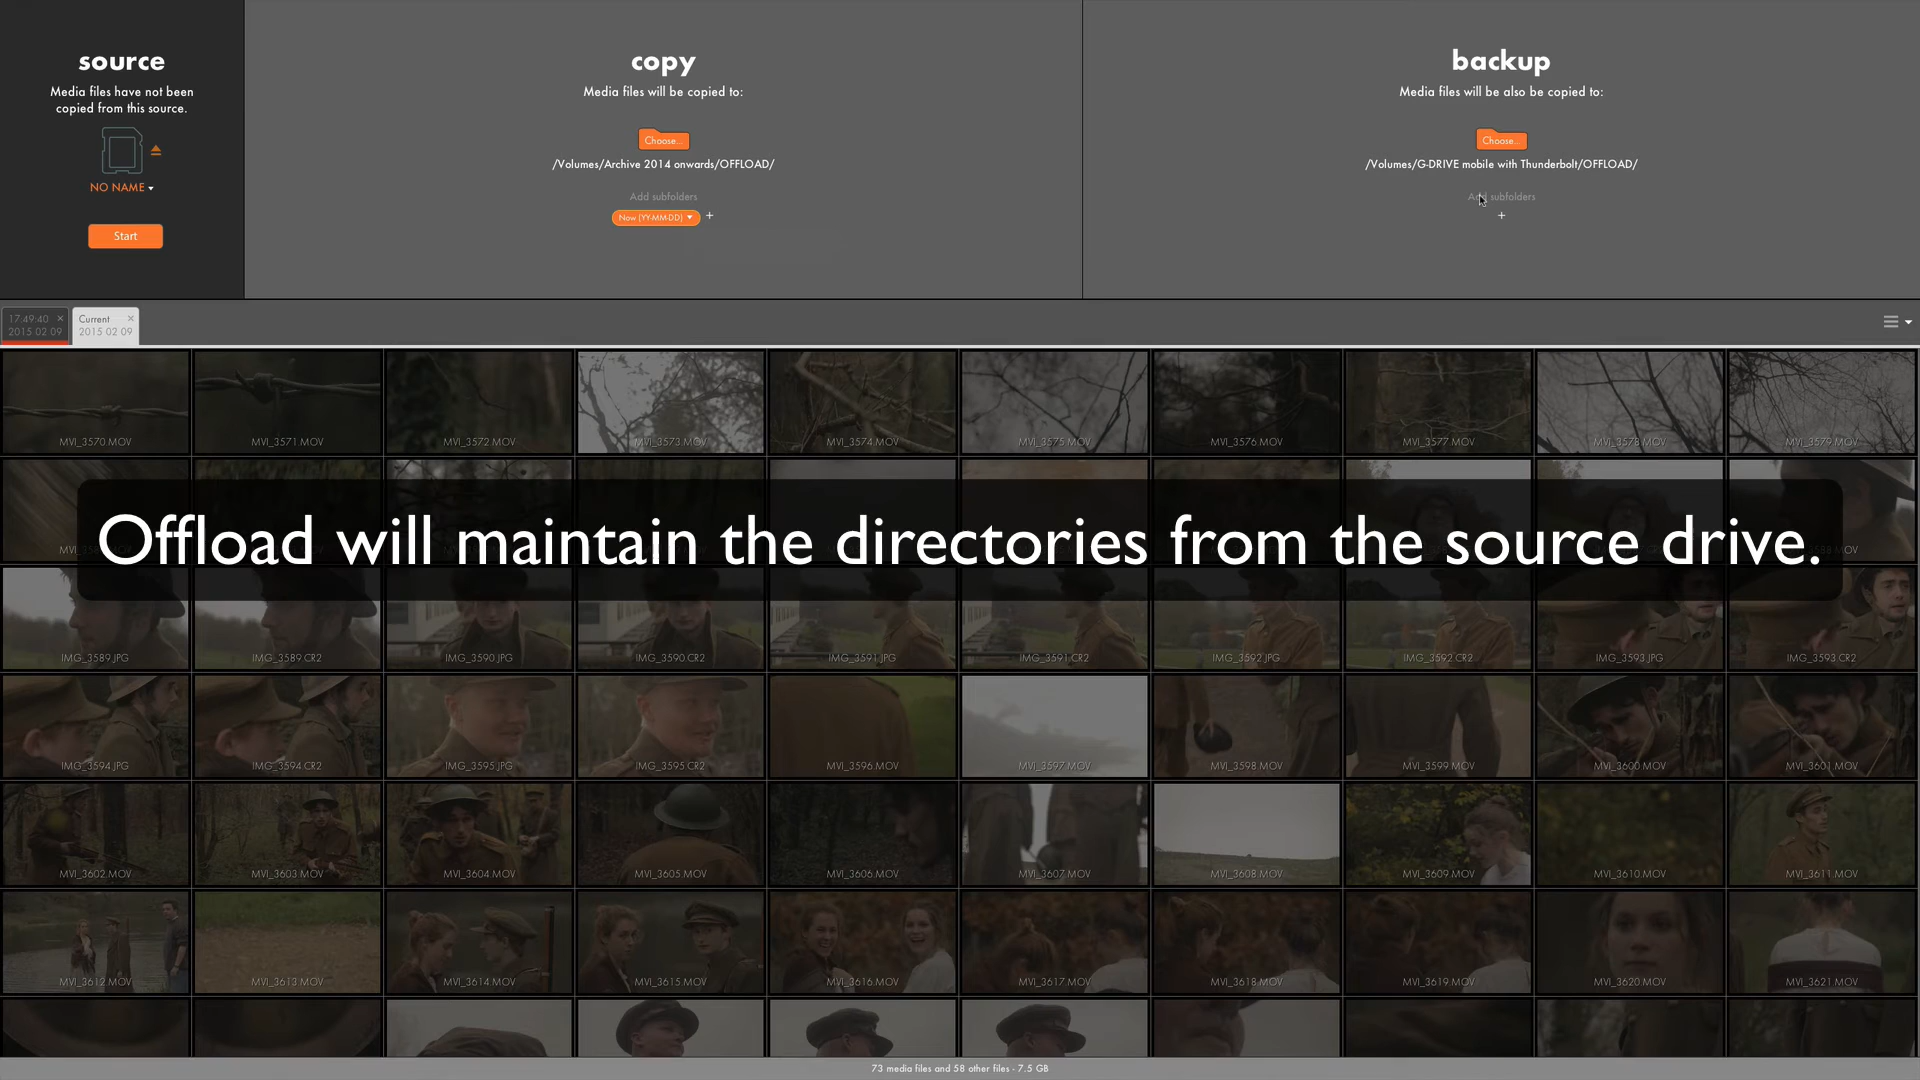 source
Media files have not been
copied from this source.
NO NAME
Start
copy
Media files will be copied to:
Choose...
/Volumes/Archive 2014 onwards/OFFLOAD/
Add subfolders
Now (YY-MM-DD)
+
backup
Media files will be also be copied to:
Choose...
/Volumes/G-DRIVE mobile with Thunderbolt/OFFLOAD/
Add subfolders
+
17:49:40
2015 02 09
Current
2015 02 09
MVI_3570.MOV
MVI_3571.MOV
MVI_3572.MOV
MVI_3573.MOV
MVI_3574.MOV
MVI_3575.MOV
MVI_3576.MOV
MVI_3577.MOV
MVI_3578.MOV
MVI_3579.MOV
Offload will maintain the directories from the source drive.
IMG_3589.JPG
IMG_3589.CR2
IMG_3590.JPG
IMG_3590.CR2
IMG_3591.JPG
IMG_3591.CR2
IMG_3592.JPG
IMG_3592.CR2
IMG_3593.JPG
IMG_3593.CR2
IMG_3594.JPG
IMG_3594.CR2
IMG_3595.JPG
IMG_3595.CR2
MVI_3596.MOV
MVI_3597.MOV
MVI_3598.MOV
MVI_3599.MOV
MVI_3600.MOV
MVI_3601.MOV
MVI_3602.MOV
MVI_3603.MOV
MVI_3604.MOV
MVI_3605.MOV
MVI_3606.MOV
MVI_3607.MOV
MVI_3608.MOV
MVI_3609.MOV
MVI_3610.MOV
MVI_3611.MOV
MVI_3612.MOV
MVI_3613.MOV
MVI_3614.MOV
MVI_3615.MOV
MVI_3616.MOV
MVI_3617.MOV
MVI_3618.MOV
MVI_3619.MOV
MVI_3620.MOV
MVI_3621.MOV
73 media files and 58 other files - 7.5 GB